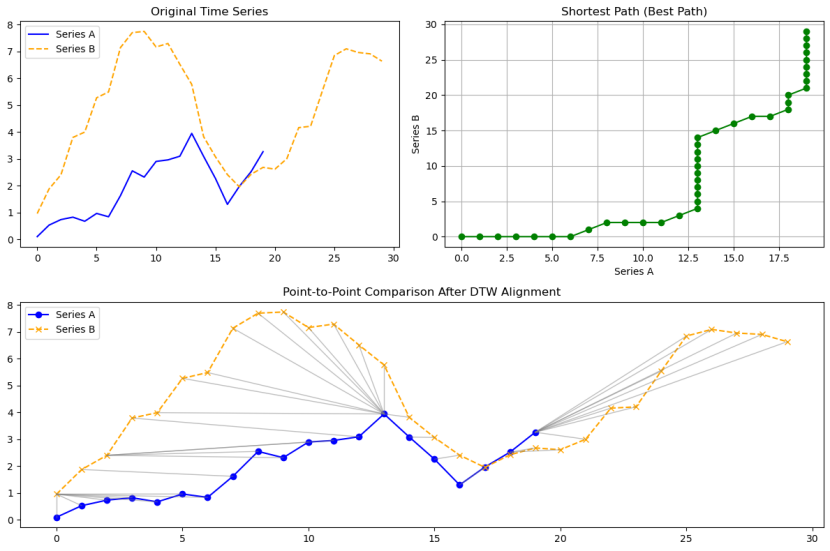 Original Time Series
Series A
Series B
8
7
6
5
4
3
2
1
0
0 5 10 15 20 25 30
Shortest Path (Best Path)
Series B
30
25
20
15
10
5
0
0.0 2.5 5.0 7.5 10.0 12.5 15.0 17.5
Series A
Point-to-Point Comparison After DTW Alignment
Series A
Series B
8
7
6
5
4
3
2
1
0
0 5 10 15 20 25 30